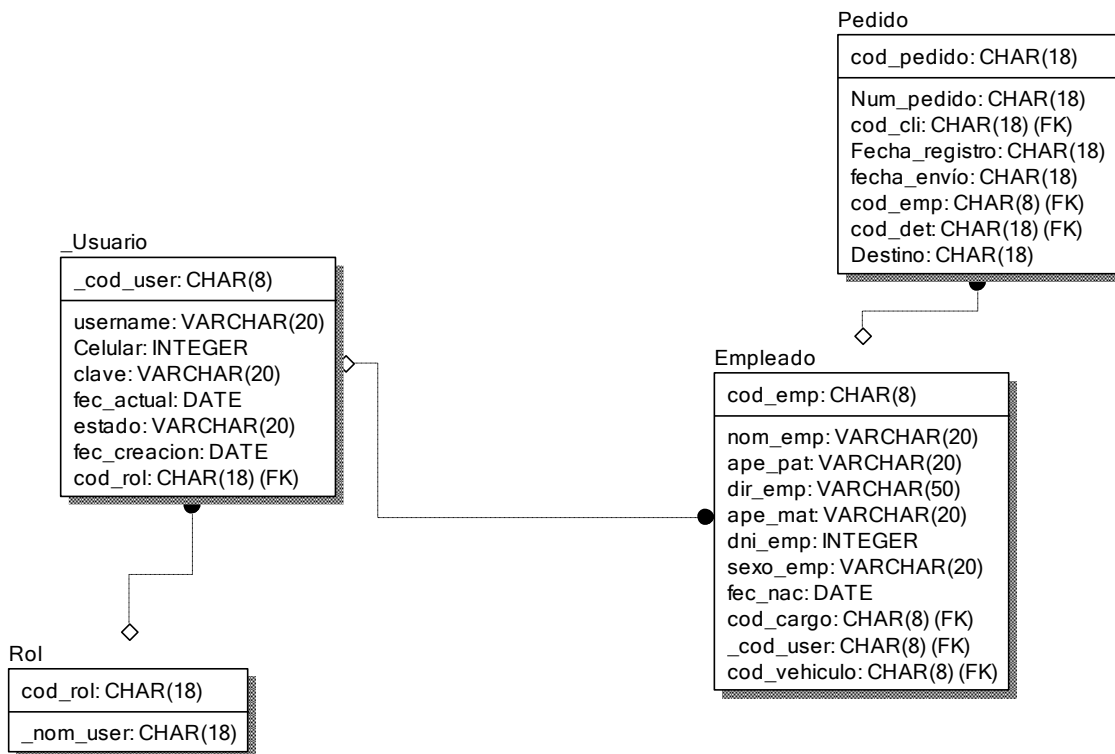 Pedido
cod_pedido: CHAR(18)
Num_pedido: CHAR(18)
cod_cli: CHAR(18) (FK)
Fecha_registro: CHAR(18)
fecha_envío: CHAR(18)
cod_emp: CHAR(8) (FK)
cod_det: CHAR(18) (FK)
Destino: CHAR(18)
_Usuario
_cod_user: CHAR(8)
username: VARCHAR(20)
Celular: INTEGER
clave: VARCHAR(20)
fec_actual: DATE
estado: VARCHAR(20)
fec_creacion: DATE
cod_rol: CHAR(18) (FK)
Empleado
cod_emp: CHAR(8)
nom_emp: VARCHAR(20)
ape_pat: VARCHAR(20)
dir_emp: VARCHAR(50)
ape_mat: VARCHAR(20)
dni_emp: INTEGER
sexo_emp: VARCHAR(20)
fec_nac: DATE
cod_cargo: CHAR(8) (FK)
_cod_user: CHAR(8) (FK)
cod_vehiculo: CHAR(8) (FK)
Rol
cod_rol: CHAR(18)
_nom_user: CHAR(18)